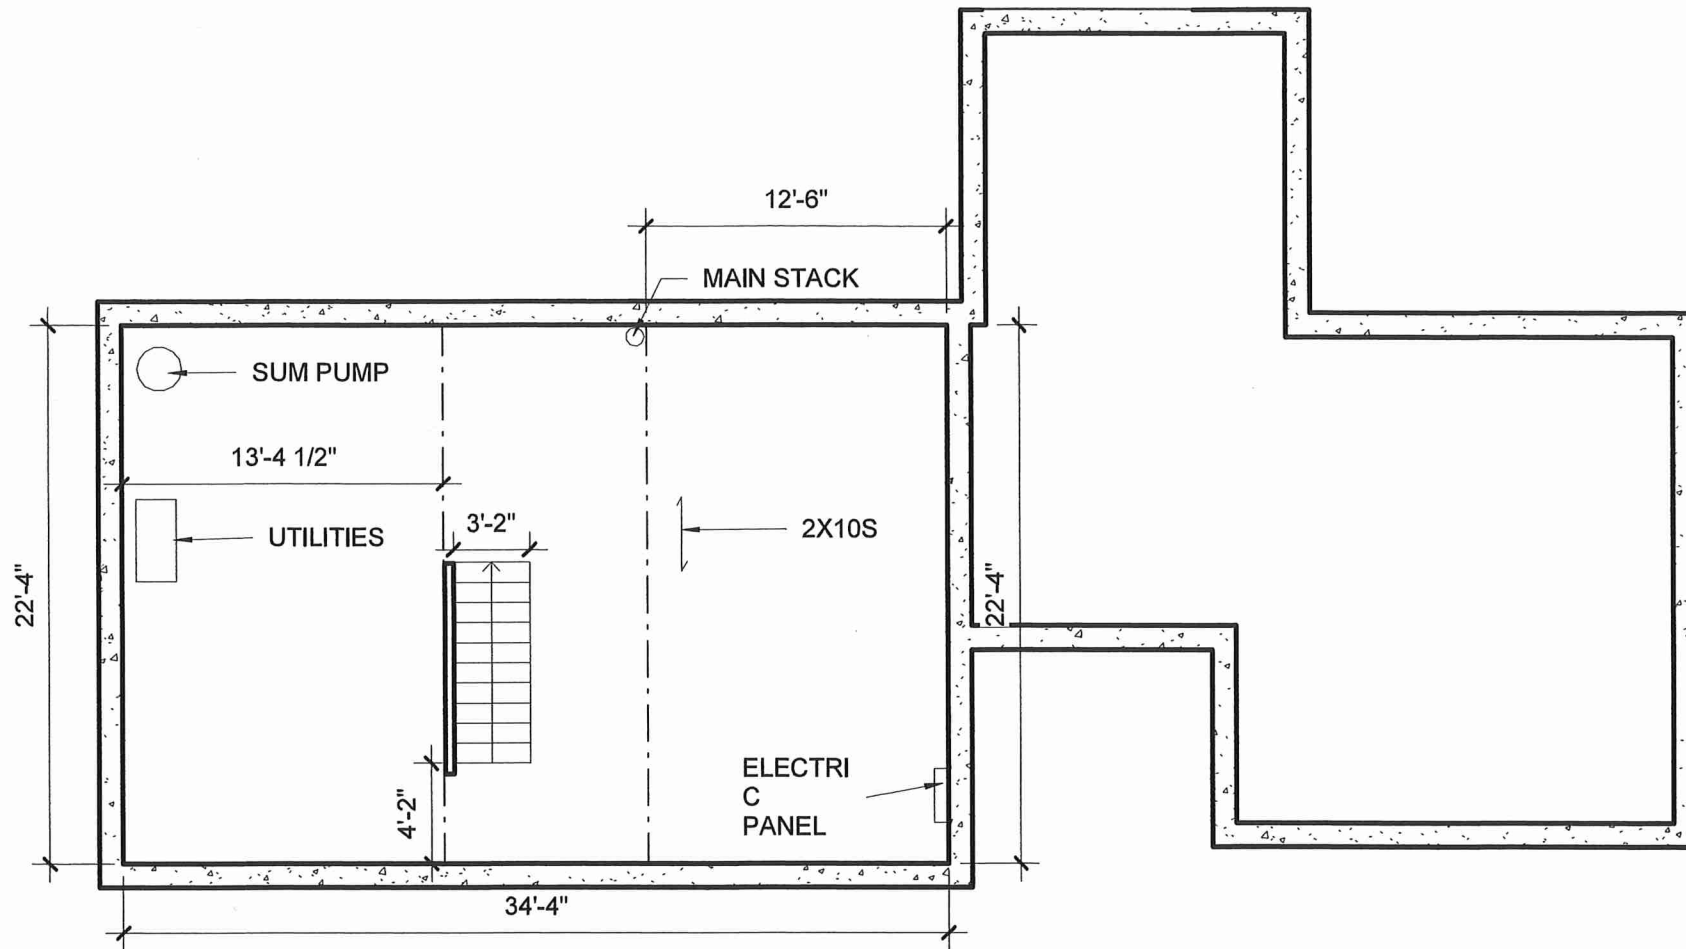 12'-6"
MAIN STACK
SUM PUMP
13'-4 1/2"
3'-2"
UTILITIES
2X10S
22'-4"
22'-4"
ELECTRI
C
PANEL
4'-2"
34'-4"